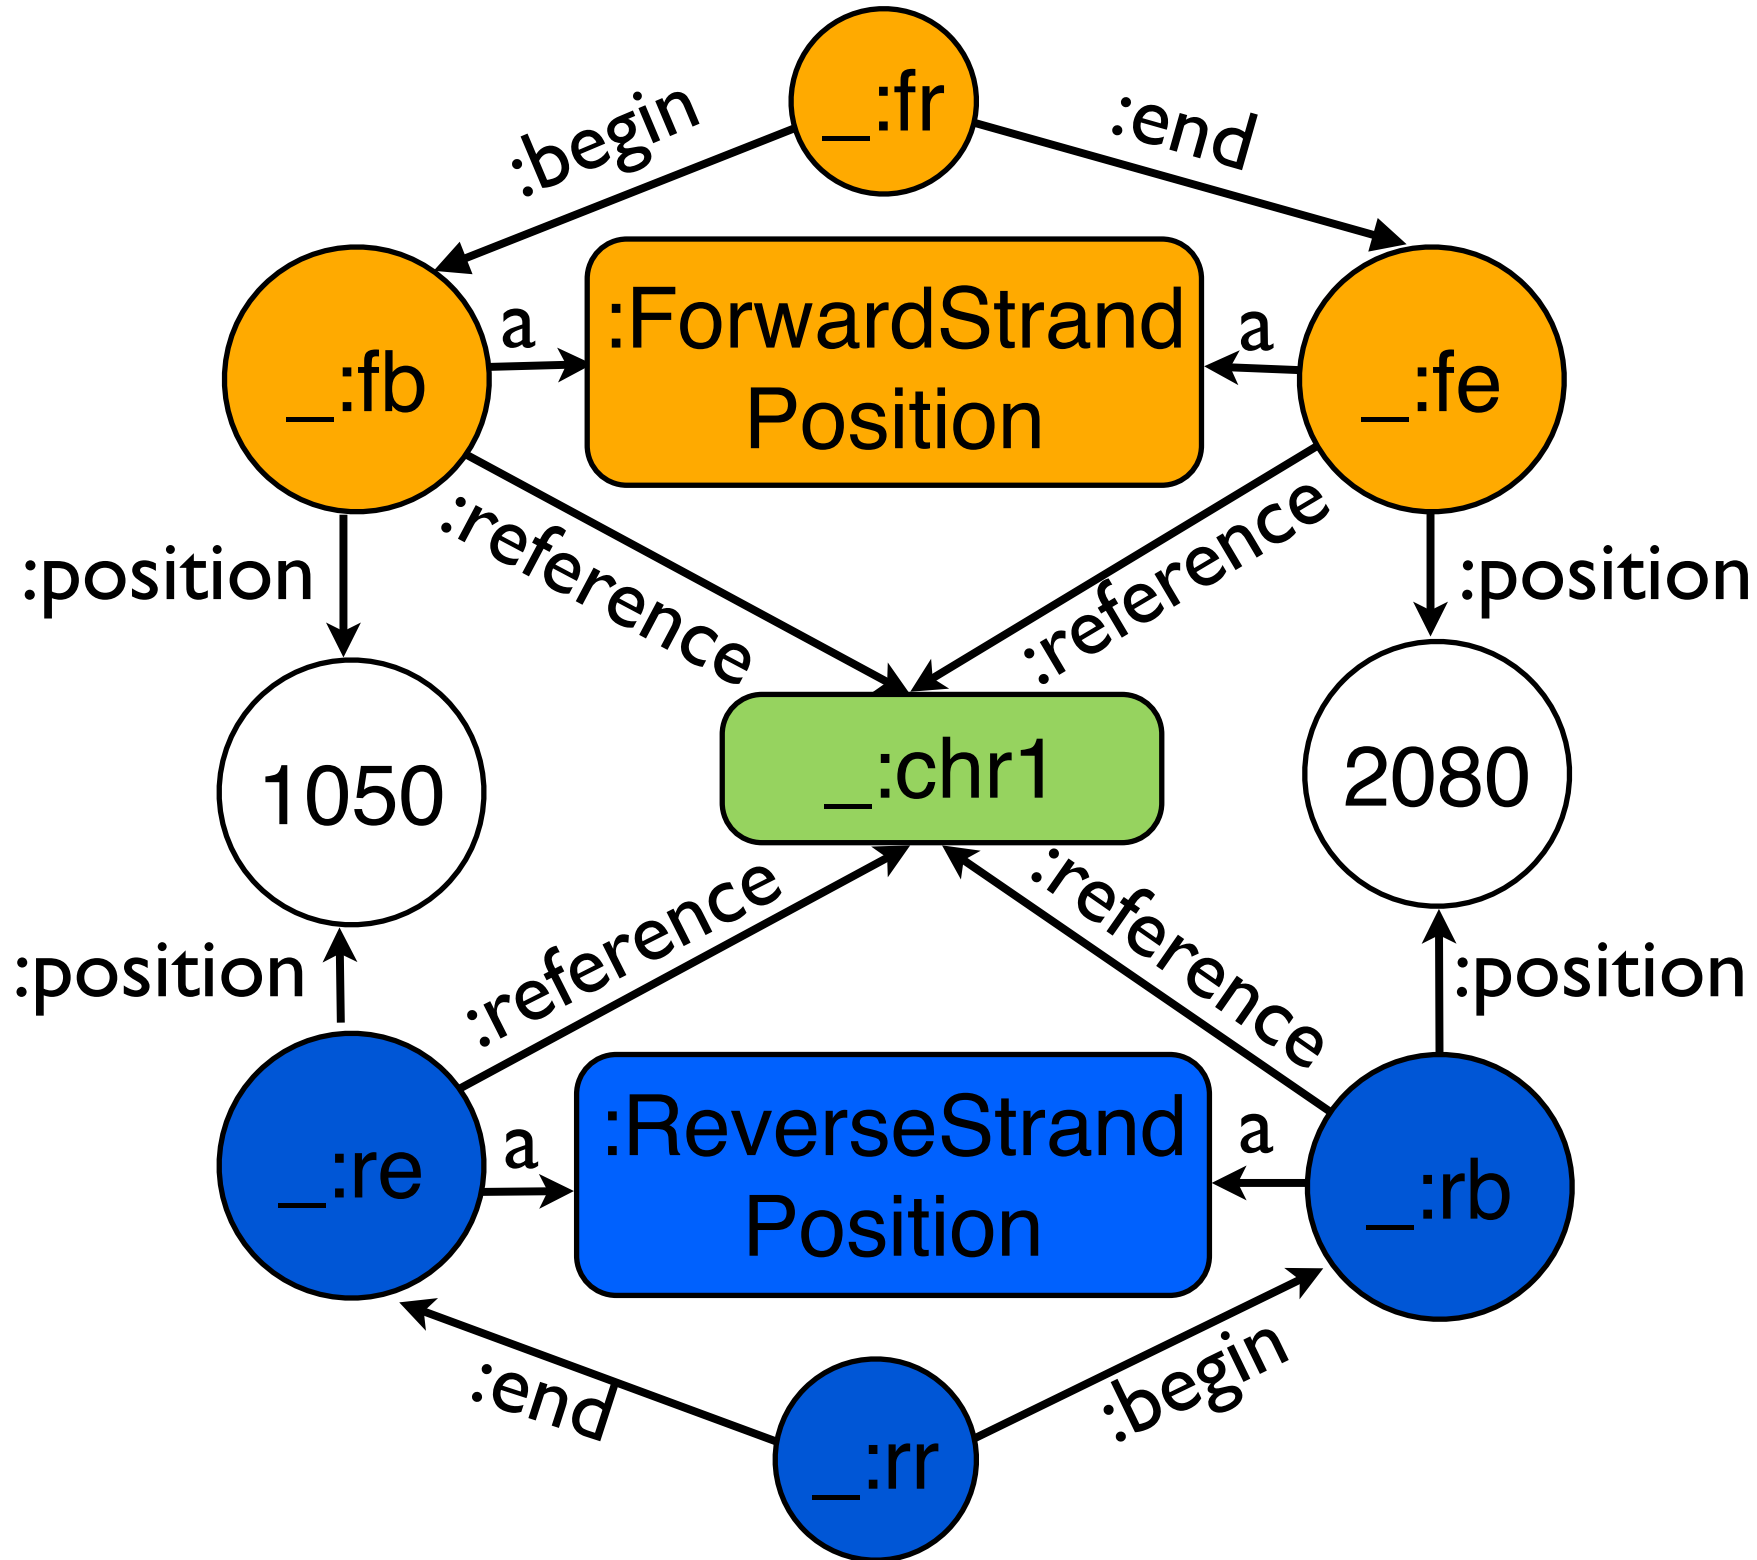 _:fr
:begin
:end
:ForwardStrand
Position
a
a
_:fb
_:fe
:reference
:reference
:position
:position
1050
_:chr1
2080
:position
:reference
:reference
:position
:ReverseStrand
Position
a
a
_:re
_:rb
:end
:begin
_:rr